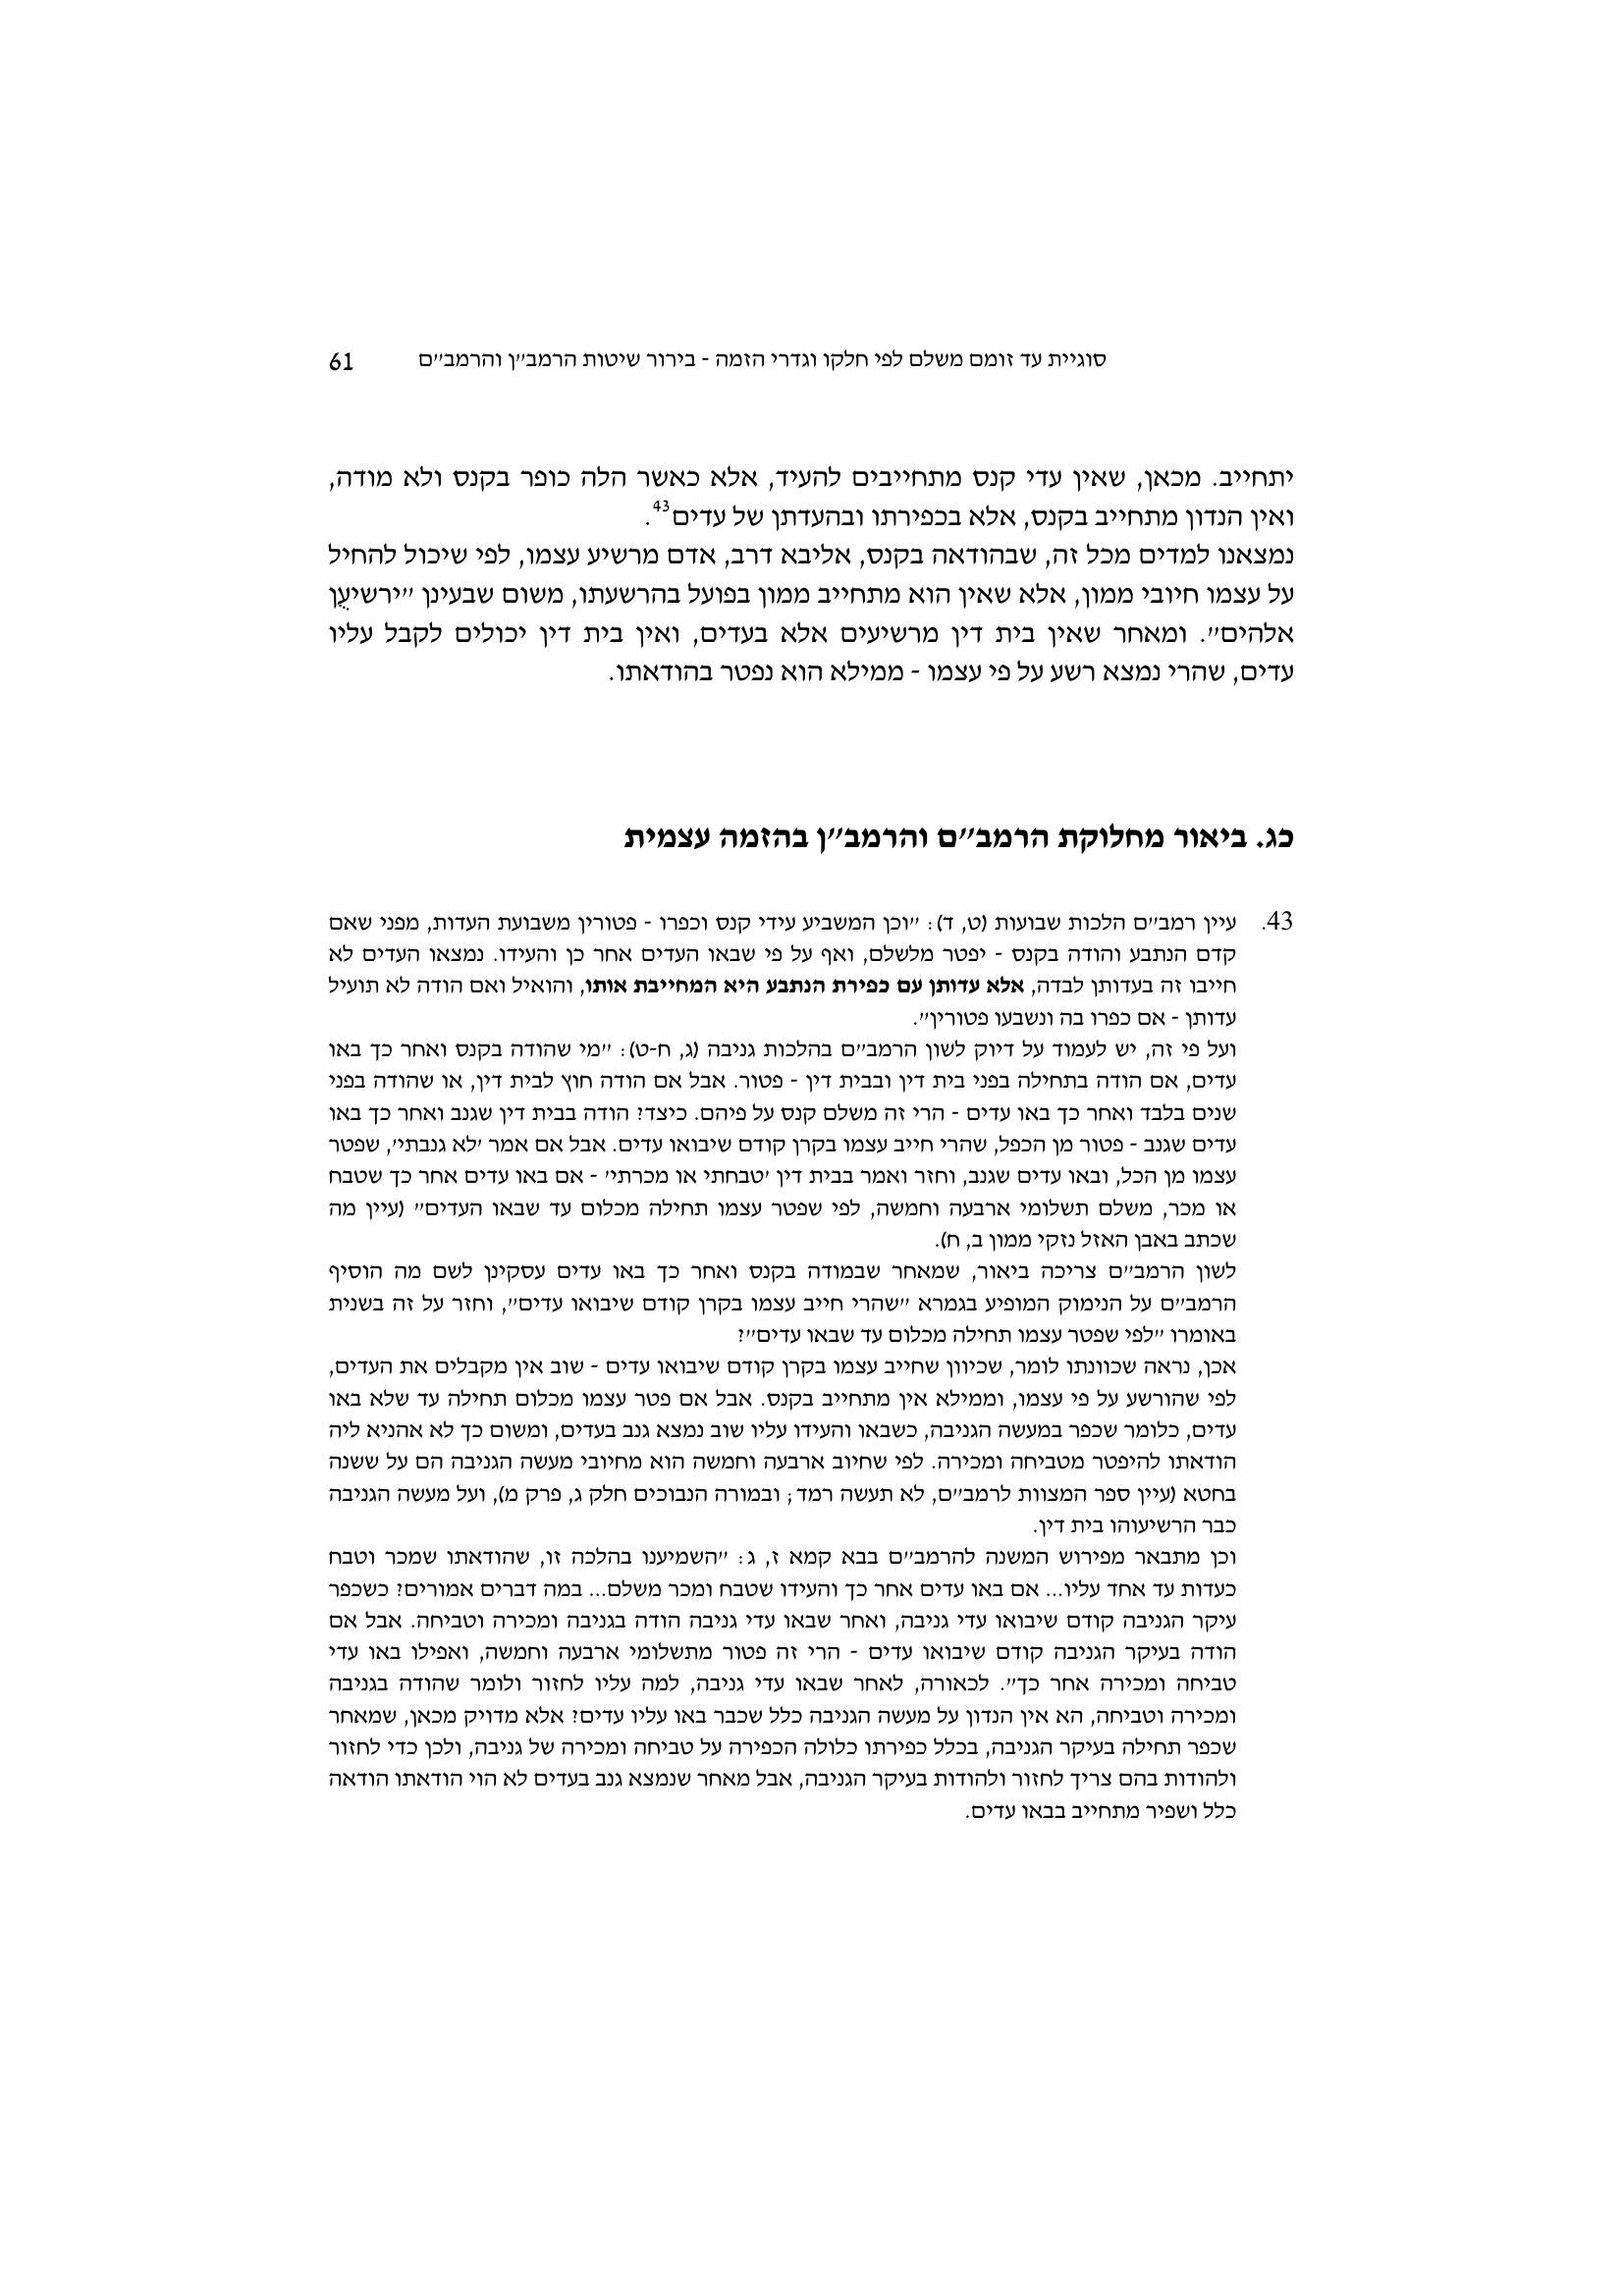 סוגיית עד זומם משלם לפי חלקו וגדרי הזמה - בירור שיטות הרמב״ן והרמב״ם 61
יתחייב. מכאן, שאין עדי קנס מתחייבים להעיד, אלא כאשר הלה כופר בקנס ולא מודה,
ואין הנדון מתחייב בקנס, אלא בכפירתו ובהעדתן של עדים43.
נמצאנו למדים מכל זה, שבהודאה בקנס, אליבא דרב, אדם מרשיע עצמו, לפי שיכול להחיל
על עצמו חיובי ממון, אלא שאין הוא מתחייב ממון בפועל בהרשעתו, משום שבעינן ״ירשיעֻן
אלהים״. ומאחר שאין בית דין מרשיעים אלא בעדים, ואין בית דין יכולים לקבל עליו
עדים, שהרי נמצא רשע על פי עצמו - ממילא הוא נפטר בהודאתו.
כג. ביאור מחלוקת הרמב״ם והרמב״ן בהזמה עצמית
43. עיין רמב״ם הלכות שבועות (ט, ד): ״וכן המשביע עידי קנס וכפרו - פטורין משבועת העדות, מפני שאם
קדם הנתבע והודה בקנס - יפטר מלשלם, ואף על פי שבאו העדים אחר כן והעידו. נמצאו העדים לא
חייבו זה בעדותן לבדה, אלא עדותן עם כפירת הנתבע היא המחייבת אותו, והואיל ואם הודה לא תועיל
עדותן - אם כפרו בה ונשבעו פטורין״.
ועל פי זה, יש לעמוד על דיוק לשון הרמב״ם בהלכות גניבה (ג, ח-ט): ״מי שהודה בקנס ואחר כך באו
עדים, אם הודה בתחילה בפני בית דין ובבית דין - פטור. אבל אם הודה חוץ לבית דין, או שהודה בפני
שנים בלבד ואחר כך באו עדים - הרי זה משלם קנס על פיהם. כיצד? הודה בבית דין שגנב ואחר כך באו
עדים שגנב - פטור מן הכפל, שהרי חייב עצמו בקרן קודם שיבואו עדים. אבל אם אמר ׳לא גנבתי׳, שפטר
עצמו מן הכל, ובאו עדים שגנב, וחזר ואמר בבית דין ׳טבחתי או מכרתי׳ - אם באו עדים אחר כך שטבח
או מכר, משלם תשלומי ארבעה וחמשה, לפי שפטר עצמו תחילה מכלום עד שבאו העדים״ (עיין מה
שכתב באבן האזל נזקי ממון ב, ח).
לשון הרמב״ם צריכה ביאור, שמאחר שבמודה בקנס ואחר כך באו עדים עסקינן לשם מה הוסיף
הרמב״ם על הנימוק המופיע בגמרא ״שהרי חייב עצמו בקרן קודם שיבואו עדים״, וחזר על זה בשנית
באומרו ״לפי שפטר עצמו תחילה מכלום עד שבאו עדים״?
אכן, נראה שכוונתו לומר, שכיוון שחייב עצמו בקרן קודם שיבואו עדים - שוב אין מקבלים את העדים,
לפי שהורשע על פי עצמו, וממילא אין מתחייב בקנס. אבל אם פטר עצמו מכלום תחילה עד שלא באו
עדים, כלומר שכפר במעשה הגניבה, כשבאו והעידו עליו שוב נמצא גנב בעדים, ומשום כך לא אהניא ליה
הודאתו להיפטר מטביחה ומכירה. לפי שחיוב ארבעה וחמשה הוא מחיובי מעשה הגניבה הם על ששנה
בחטא (עיין ספר המצוות לרמב״ם, לא תעשה רמד; ובמורה הנבוכים חלק ג, פרק מ), ועל מעשה הגניבה
כבר הרשיעוהו בית דין.
וכן מתבאר מפירוש המשנה להרמב״ם בבא קמא ז, ג: ״השמיענו בהלכה זו, שהודאתו שמכר וטבח
כעדות עד אחד עליו... אם באו עדים אחר כך והעידו שטבח ומכר משלם... במה דברים אמורים? כשכפר
עיקר הגניבה קודם שיבואו עדי גניבה, ואחר שבאו עדי גניבה הודה בגניבה ומכירה וטביחה. אבל אם
הודה בעיקר הגניבה קודם שיבואו עדים - הרי זה פטור מתשלומי ארבעה וחמשה, ואפילו באו עדי
טביחה ומכירה אחר כך״. לכאורה, לאחר שבאו עדי גניבה, למה עליו לחזור ולומר שהודה בגניבה
ומכירה וטביחה, הא אין הנדון על מעשה הגניבה כלל שכבר באו עליו עדים? אלא מדויק מכאן, שמאחר
שכפר תחילה בעיקר הגניבה, בכלל כפירתו כלולה הכפירה על טביחה ומכירה של גניבה, ולכן כדי לחזור
ולהודות בהם צריך לחזור ולהודות בעיקר הגניבה, אבל מאחר שנמצא גנב בעדים לא הוי הודאתו הודאה
כלל ושפיר מתחייב בבאו עדים.